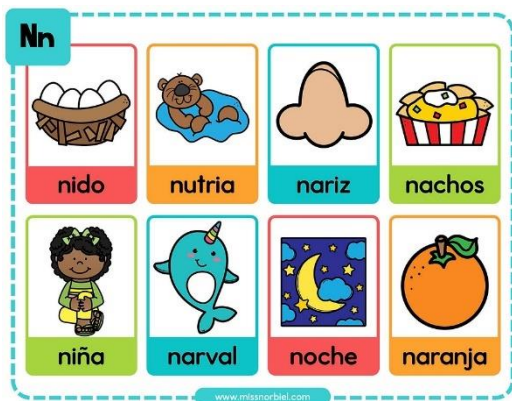 Nn
nido
nutria
nariz
nachos
niña
narval
noche
naranja
www.missnorbiel.com